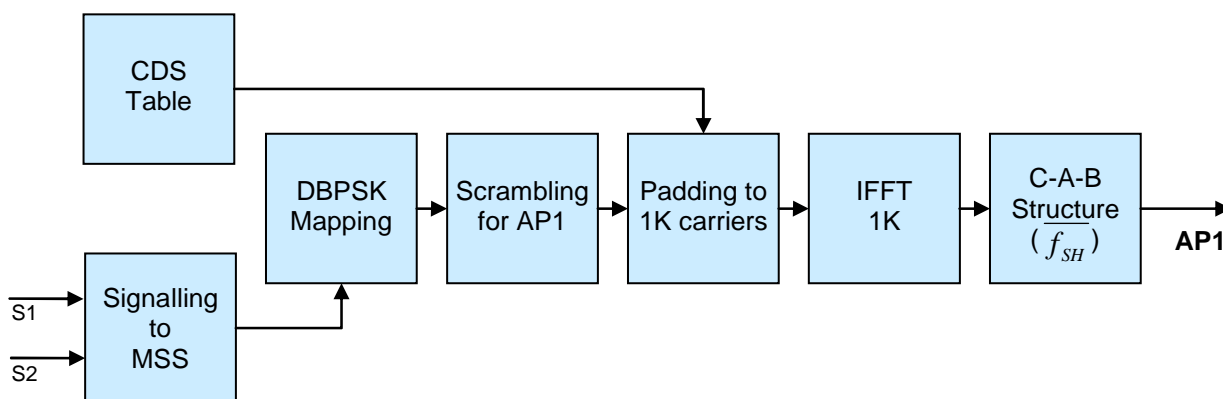 CDS
Table
DBPSK
Mapping
Scrambling
for AP1
Padding to
1K carriers
IFFT
1K
C-A-B
Structure
( f̅_SH )
AP1
Signalling
to
MSS
S1
S2